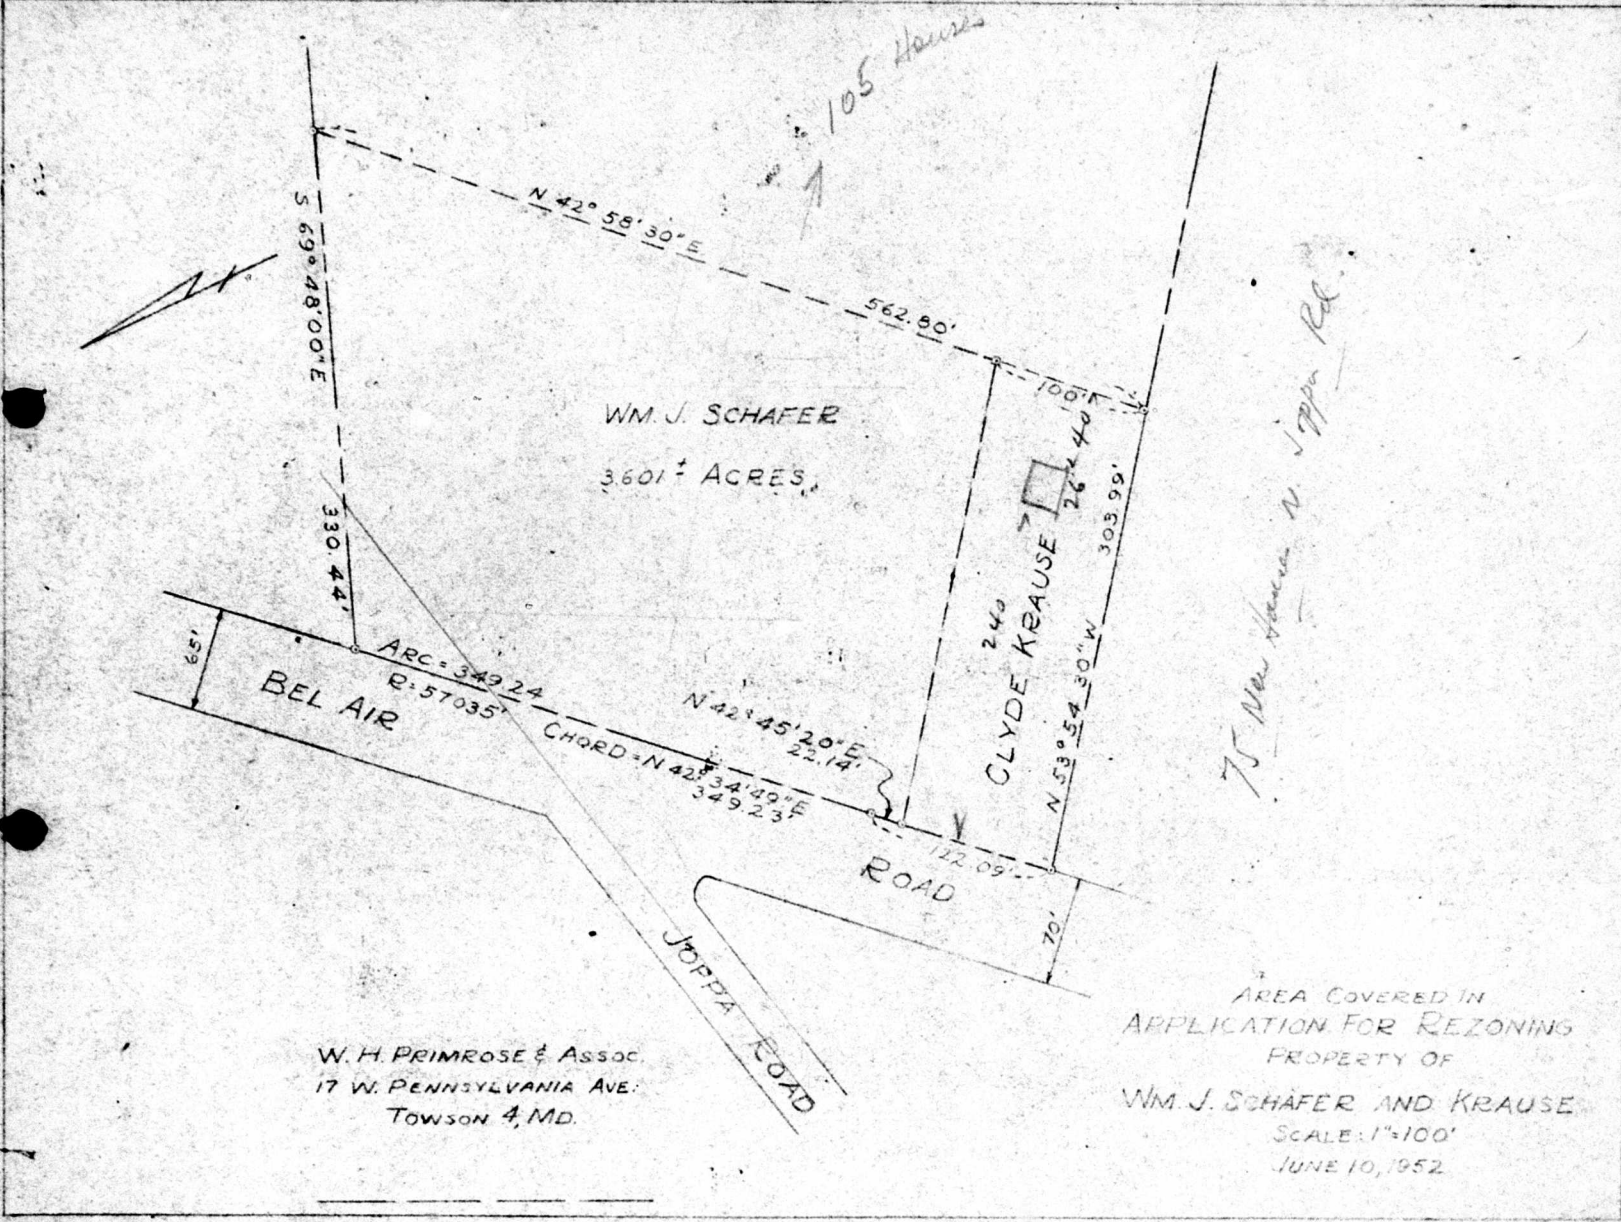 105 Houses
N 42° 58' 30" E
562.80'
S 69° 48' 00" E
330.44'
N.
WM. J. SCHAFER
3.601 ± ACRES
100'
26 x 40
240
CLYDE KRAUSE
303.99'
N 53° 54' 30" W
75 New Houses N. Joppa Rd.
65'
BEL AIR
ROAD
ARC = 349.24
R = 57035'
CHORD = N 42° 34' 49" E
349.23'
N 42° 45' 20" E
22.14'
122.09'
70'
JOPPA ROAD
W. H. PRIMROSE & ASSOC.
17 W. PENNSYLVANIA AVE.
TOWSON 4, MD.
AREA COVERED IN
APPLICATION FOR REZONING
PROPERTY OF
WM. J. SCHAFER AND KRAUSE
SCALE: 1"=100'
JUNE 10, 1952